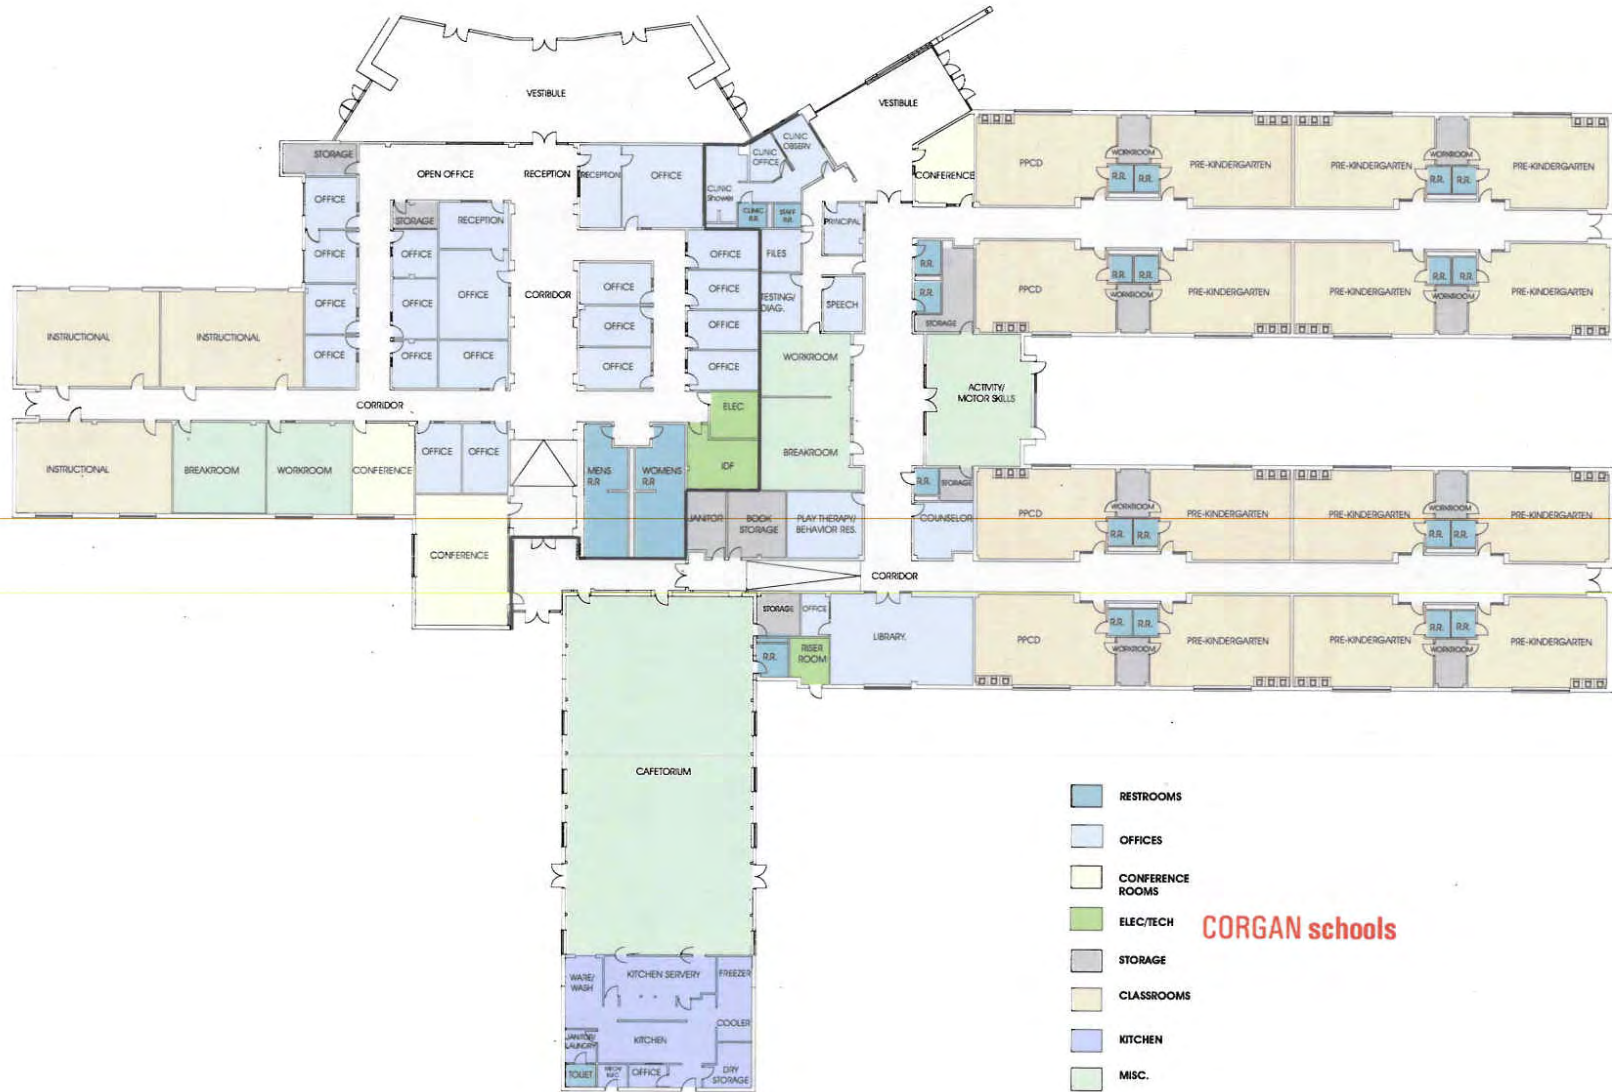 VESTIBULE
VESTIBULE
STORAGE
OPEN OFFICE
RECEPTION
RECEPTION
OFFICE
CLINIC
OFFICE
CLINIC
OBSERV
CLINIC
Shower
CLINIC
R.R.
STAFF
R.R.
CONFERENCE
PRINCIPAL
PPCD
WORKROOM
R.R.
R.R.
PRE-KINDERGARTEN
PRE-KINDERGARTEN
WORKROOM
R.R.
R.R.
PRE-KINDERGARTEN
OFFICE
STORAGE
RECEPTION
OFFICE
OFFICE
OFFICE
OFFICE
OFFICE
OFFICE
OFFICE
OFFICE
OFFICE
CORRIDOR
OFFICE
OFFICE
OFFICE
OFFICE
OFFICE
OFFICE
OFFICE
FILES
TESTING/
DIAG.
SPEECH
R.R.
R.R.
STORAGE
PPCD
R.R.
R.R.
WORKROOM
PRE-KINDERGARTEN
PRE-KINDERGARTEN
R.R.
R.R.
WORKROOM
PRE-KINDERGARTEN
INSTRUCTIONAL
INSTRUCTIONAL
CORRIDOR
WORKROOM
BREAKROOM
ACTIVITY/
MOTOR SKILLS
ELEC
IDF
INSTRUCTIONAL
BREAKROOM
WORKROOM
CONFERENCE
OFFICE
OFFICE
MENS
R.R
WOMENS
R.R
JANITOR
BOOK
STORAGE
PLAY THERAPY/
BEHAVIOR RES.
R.R.
STORAGE
COUNSELOR
PPCD
WORKROOM
R.R.
R.R.
PRE-KINDERGARTEN
PRE-KINDERGARTEN
WORKROOM
R.R.
R.R.
PRE-KINDERGARTEN
CONFERENCE
CORRIDOR
STORAGE
OFFICE
LIBRARY.
R.R.
RISER
ROOM
PPCD
R.R.
R.R.
WORKROOM
PRE-KINDERGARTEN
PRE-KINDERGARTEN
R.R.
R.R.
WORKROOM
PRE-KINDERGARTEN
CAFETORIUM
WARE/
WASH
KITCHEN SERVERY
FREEZER
COOLER
JANITOR/
LAUNDRY
KITCHEN
TOILET
OFFICE
DRY
STORAGE
RESTROOMS
OFFICES
CONFERENCE
ROOMS
ELEC/TECH
CORGAN schools
STORAGE
CLASSROOMS
KITCHEN
MISC.